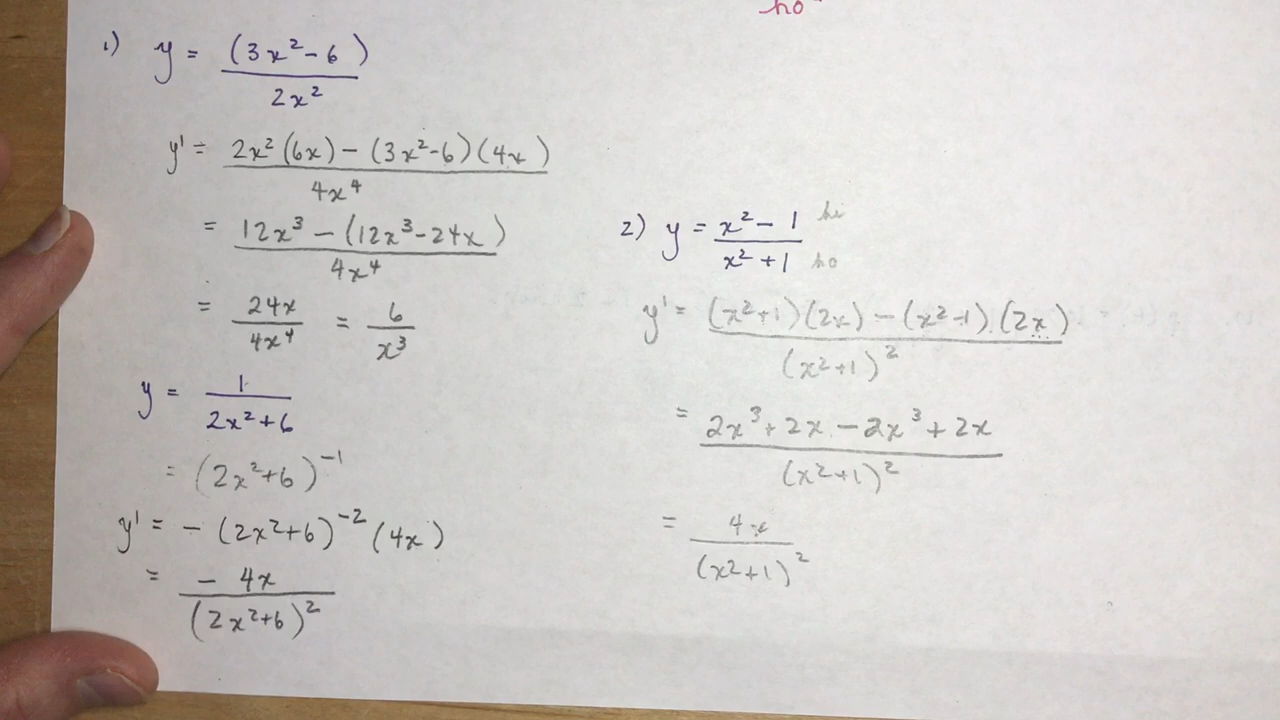 ho
1) y = (3x² - 6) / 2x²
y' = 2x²(6x) - (3x²-6)(4x) / 4x⁴
= 12x³ - (12x³-24x) / 4x⁴
= 24x / 4x⁴ = 6 / x³
y = 1 / 2x²+6
= (2x²+6)⁻¹
y' = - (2x²+6)⁻² (4x)
= - 4x / (2x²+6)²
2) y = x² - 1 hi / x² + 1 ho
y' = (x²+1)(2x) - (x²-1)(2x) / (x²+1)²
= 2x³ + 2x - 2x³ + 2x / (x²+1)²
= 4x / (x²+1)²